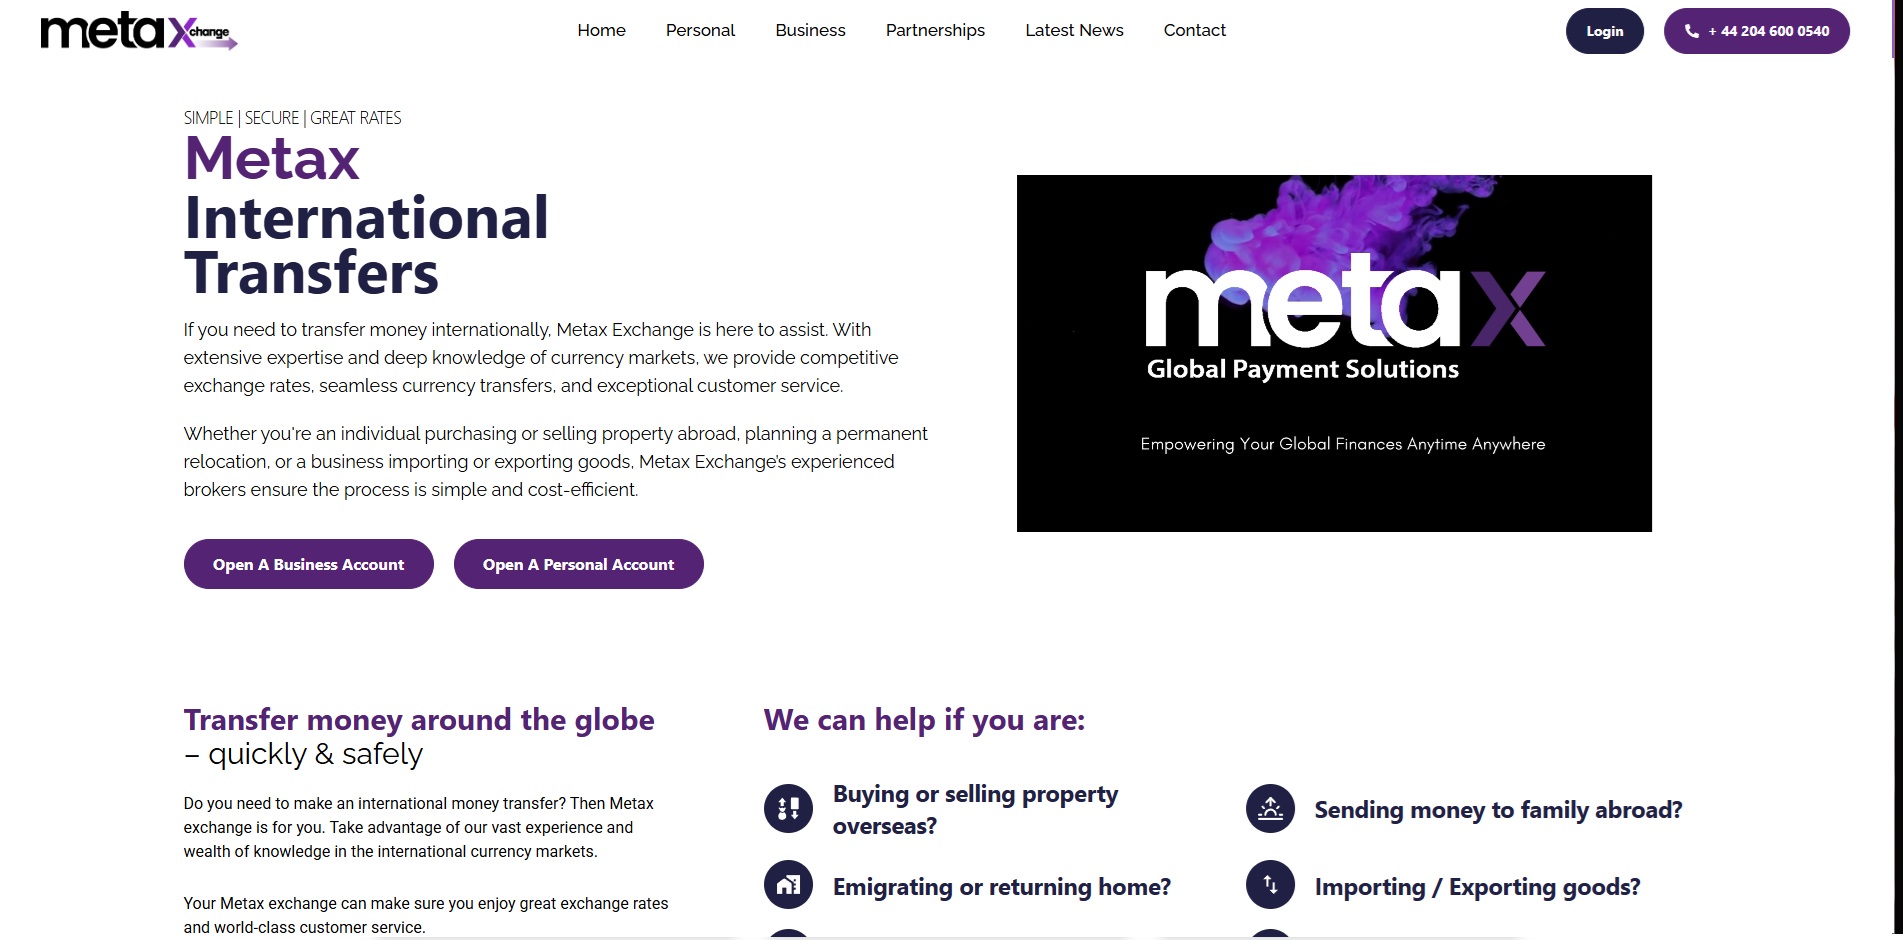 metaXchange
Home Personal Business Partnerships Latest News Contact
Login
+ 44 204 600 0540
SIMPLE | SECURE | GREAT RATES
Metax
International
Transfers
If you need to transfer money internationally, Metax Exchange is here to assist. With
extensive expertise and deep knowledge of currency markets, we provide competitive
exchange rates, seamless currency transfers, and exceptional customer service.
Whether you're an individual purchasing or selling property abroad, planning a permanent
relocation, or a business importing or exporting goods, Metax Exchange's experienced
brokers ensure the process is simple and cost-efficient.
Open A Business Account
Open A Personal Account
metax
Global Payment Solutions
Empowering Your Global Finances Anytime Anywhere
Transfer money around the globe
– quickly & safely
Do you need to make an international money transfer? Then Metax
exchange is for you. Take advantage of our vast experience and
wealth of knowledge in the international currency markets.
Your Metax exchange can make sure you enjoy great exchange rates
and world-class customer service.
We can help if you are:
Buying or selling property
overseas?
Sending money to family abroad?
Emigrating or returning home?
Importing / Exporting goods?